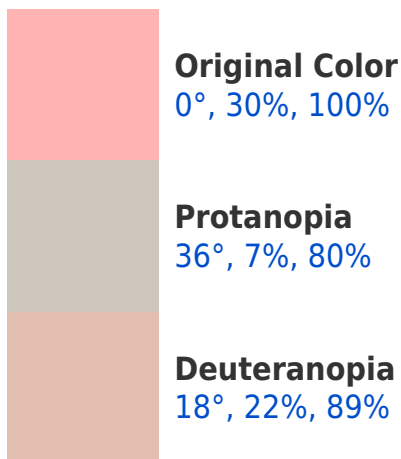 Original Color
0°, 30%, 100%
Protanopia
36°, 7%, 80%
Deuteranopia
18°, 22%, 89%